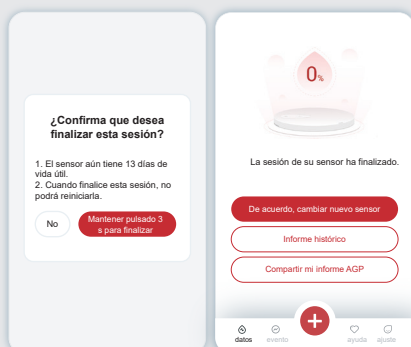 ¿Confirma que desea
finalizar esta sesión?
1. El sensor aún tiene 13 días de
vida útil.
2. Cuando finalice esta sesión, no
podrá reiniciarla.
No
Mantener pulsado 3
s para finalizar
0%
La sesión de su sensor ha finalizado.
De acuerdo, cambiar nuevo sensor
Informe histórico
Compartir mi informe AGP
datos
evento
ayuda
ajuste